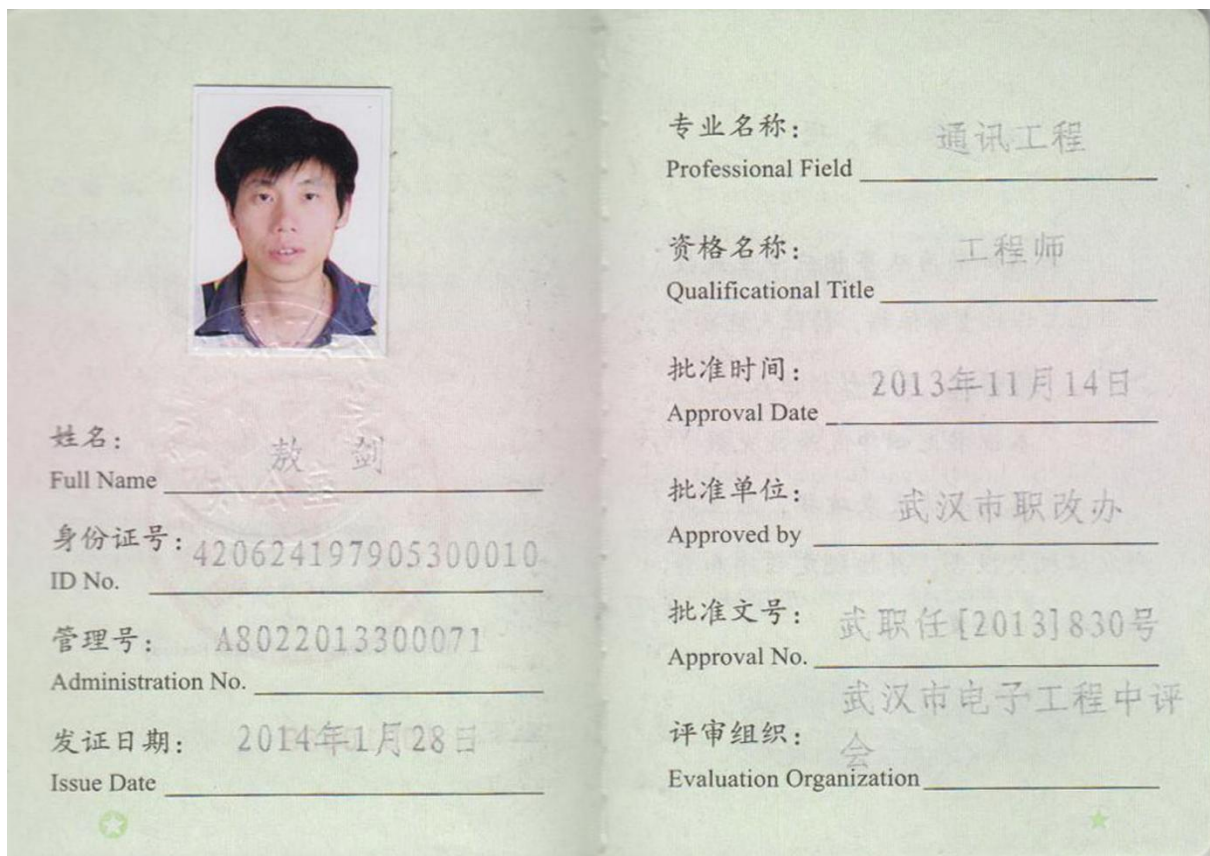 姓名：
敖 剑
Full Name
身份证号：
420624197905300010
ID No.
管理号：
A8022013300071
Administration No.
发证日期：
2014年1月28日
Issue Date
专业名称：
通讯工程
Professional Field
资格名称：
工程师
Qualificational Title
批准时间：
2013年11月14日
Approval Date
批准单位：
武汉市职改办
Approved by
批准文号：
武职任[2013]830号
Approval No.
武汉市电子工程中评
评审组织：
会
Evaluation Organization